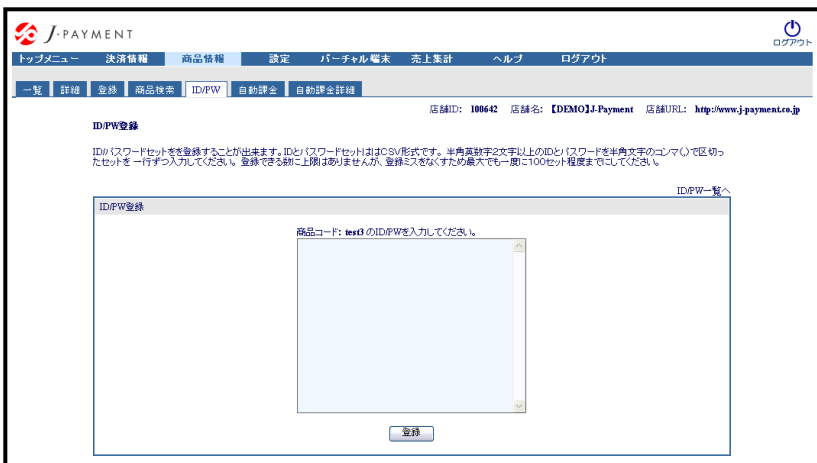 J-PAYMENT
ログアウト
トップメニュー 決済情報 商品情報 設定 バーチャル端末 売上集計 ヘルプ ログアウト
一覧 詳細 登録 商品検索 ID/PW 自動課金 自動課金詳細
店舗ID: 100642 店舗名: 【DEMO】J-Payment 店舗URL: http://www.j-payment.co.jp
ID/PW登録
ID/パスワードセットをを登録することが出来ます。IDとパスワードセットははCSV形式です。半角英数字2文字以上のIDとパスワードを半角文字のコンマ(,)で区切っ
たセットを一行ずつ入力してください。登録できる数に上限はありませんが、登録ミスをなくすため最大でも一度に100セット程度までにしてください。
ID/PW一覧へ
ID/PW登録
商品コード: test3 のID/PWを入力してください。
登録